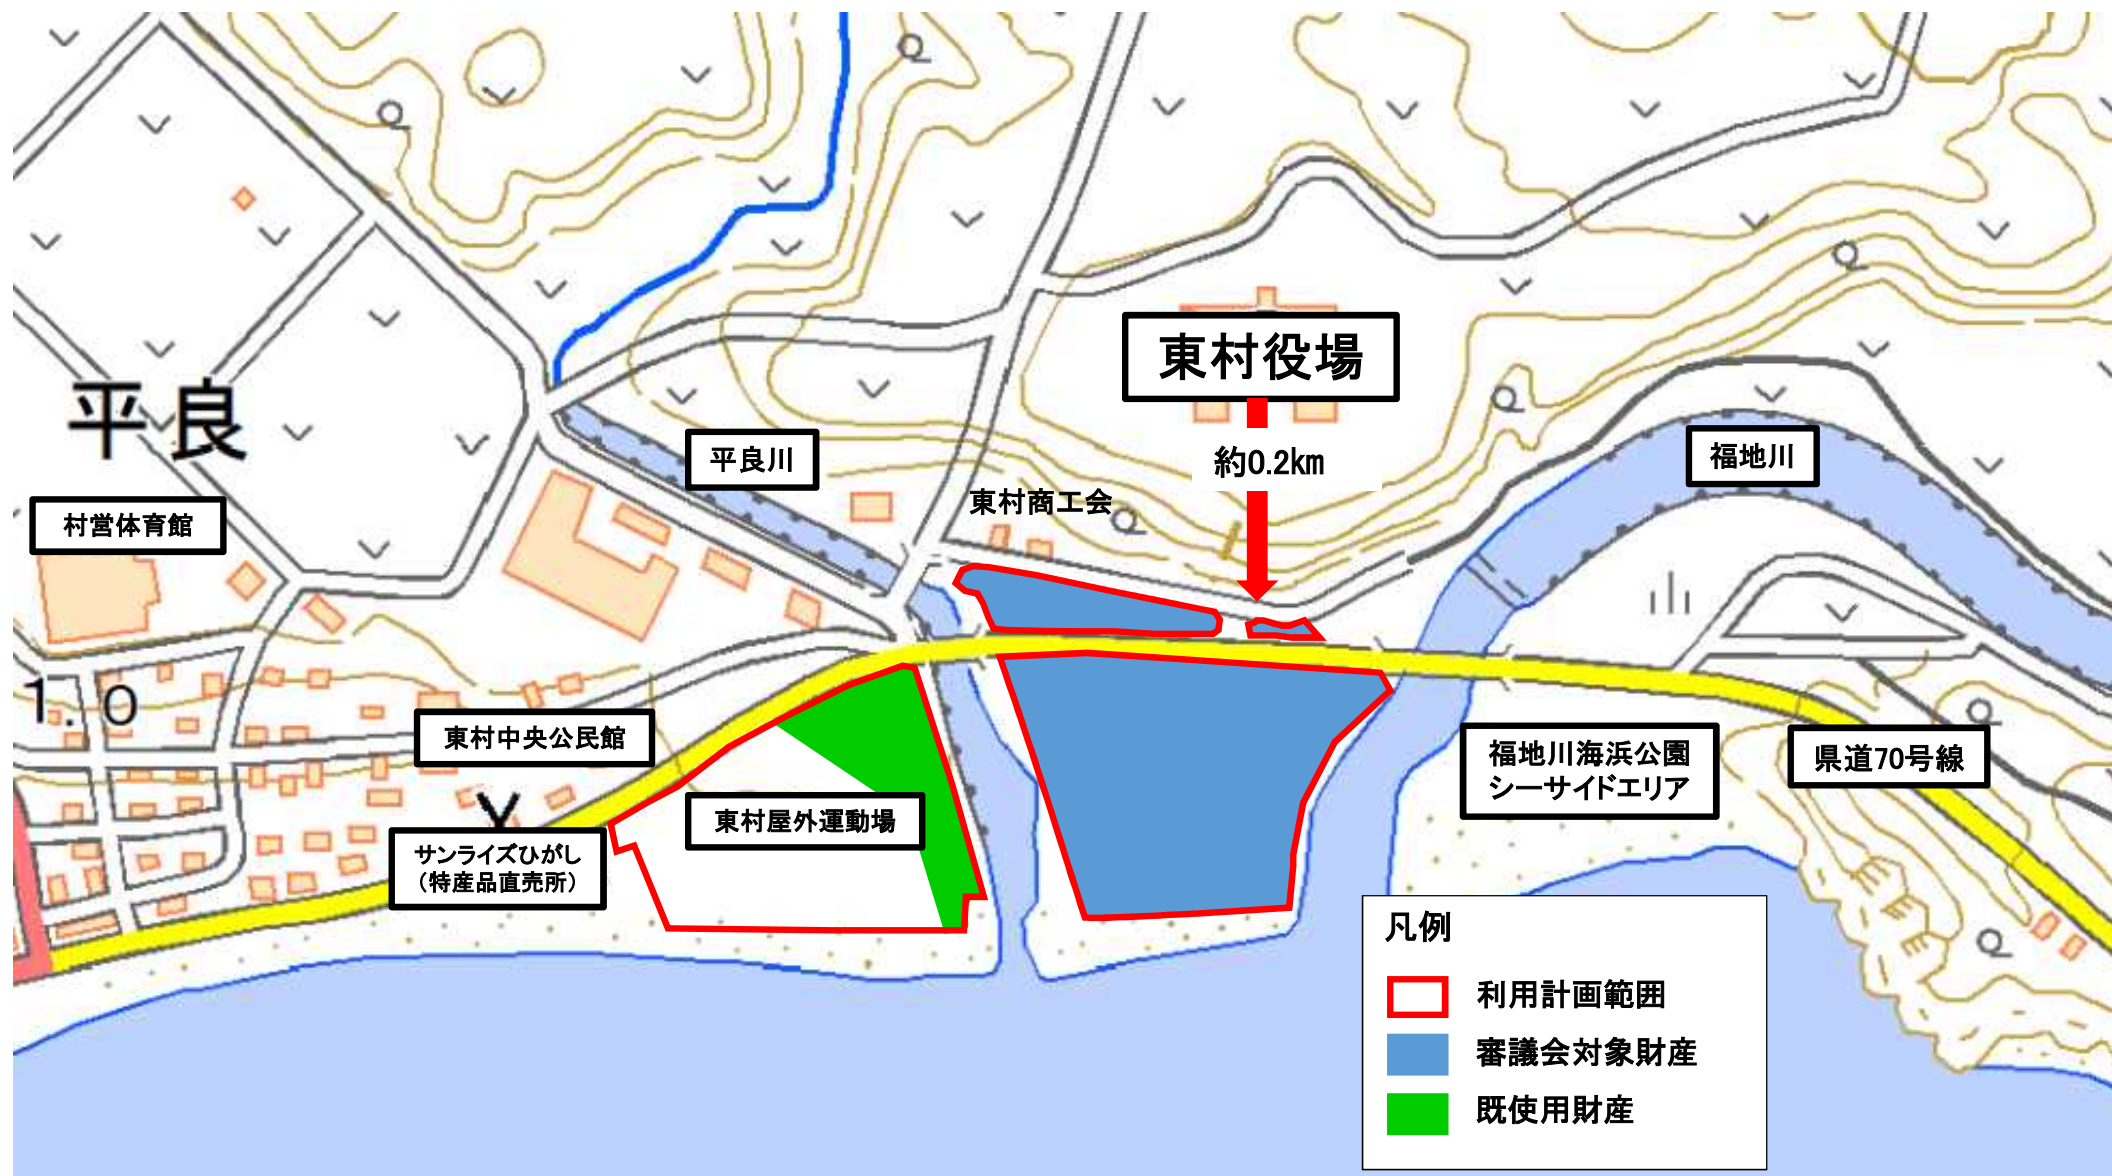 東村役場
約0.2km
平良
平良川
福地川
東村商工会
村営体育館
1.0
東村中央公民館
福地川海浜公園
シーサイドエリア
県道70号線
東村屋外運動場
サンライズひがし
(特産品直売所)
凡例
利用計画範囲
審議会対象財産
既使用財産